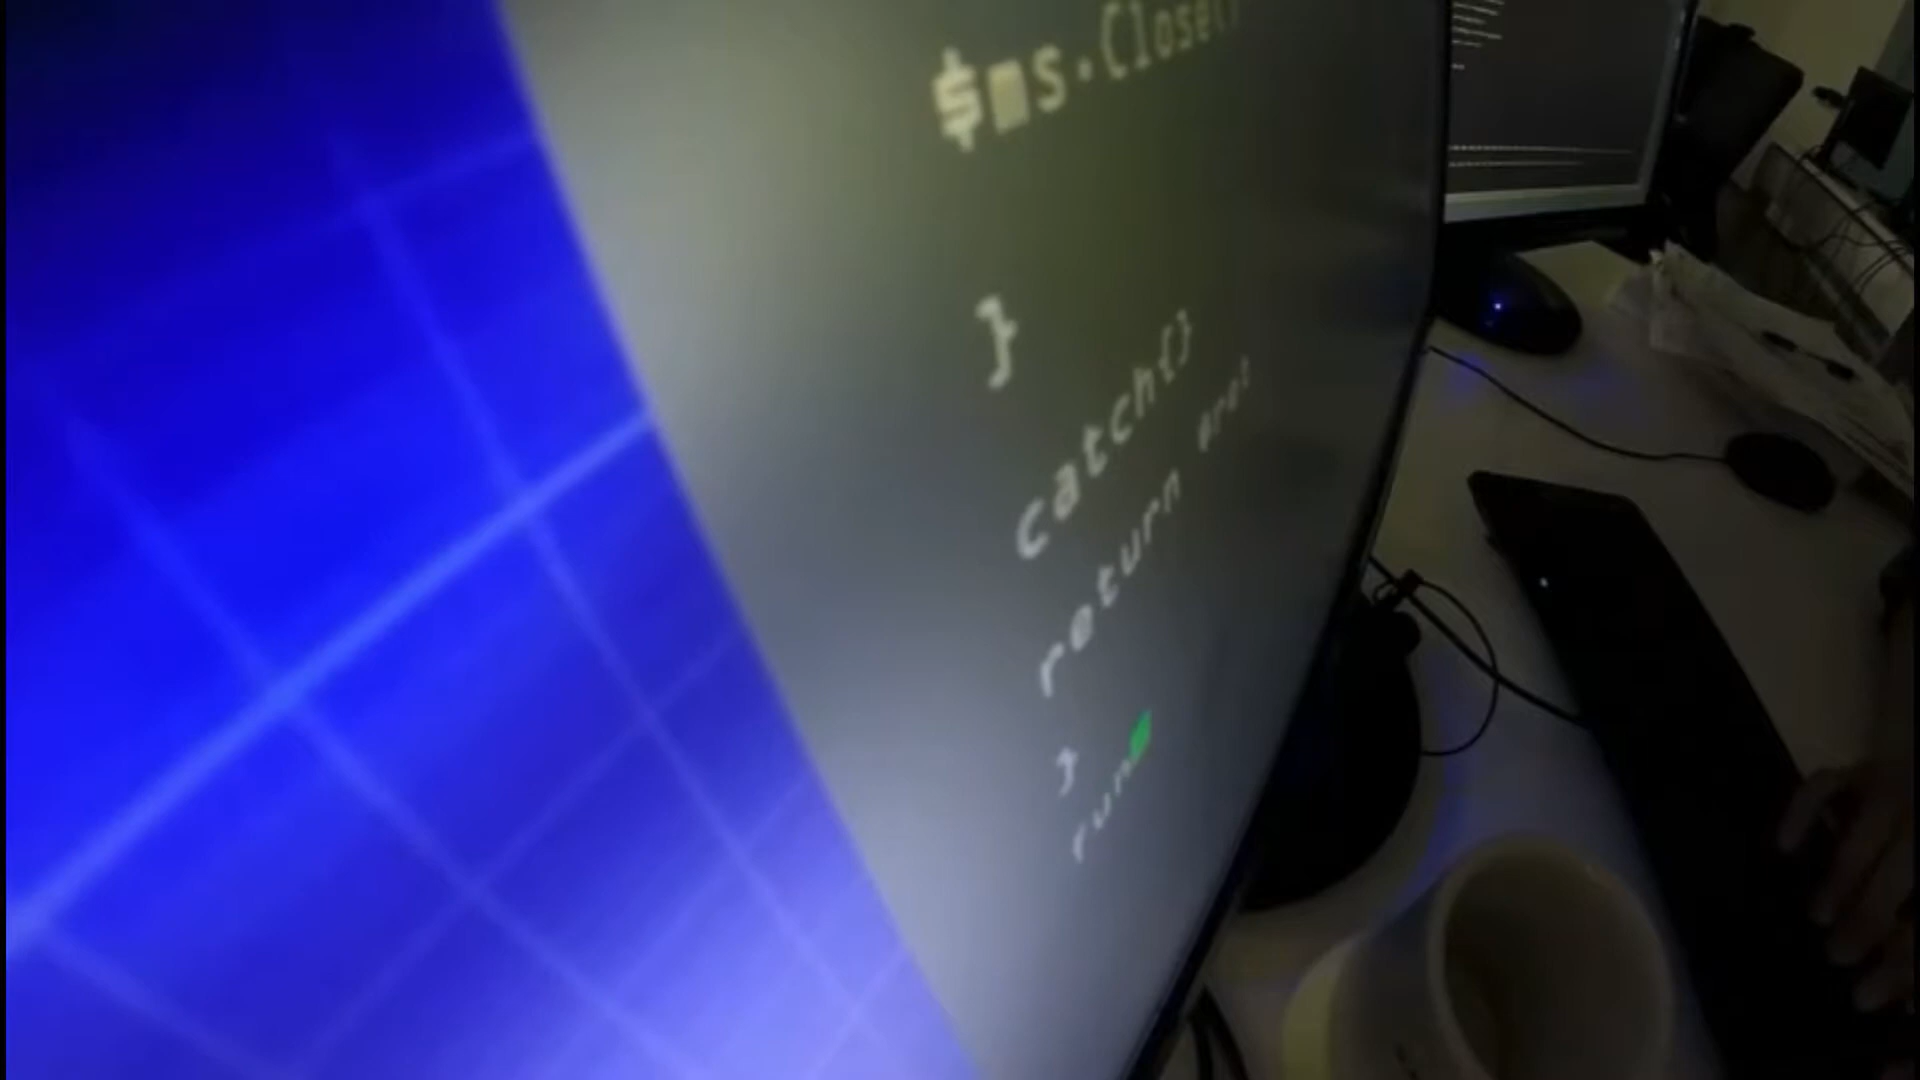 $ms.Close()
}
catch{}
return
}
run